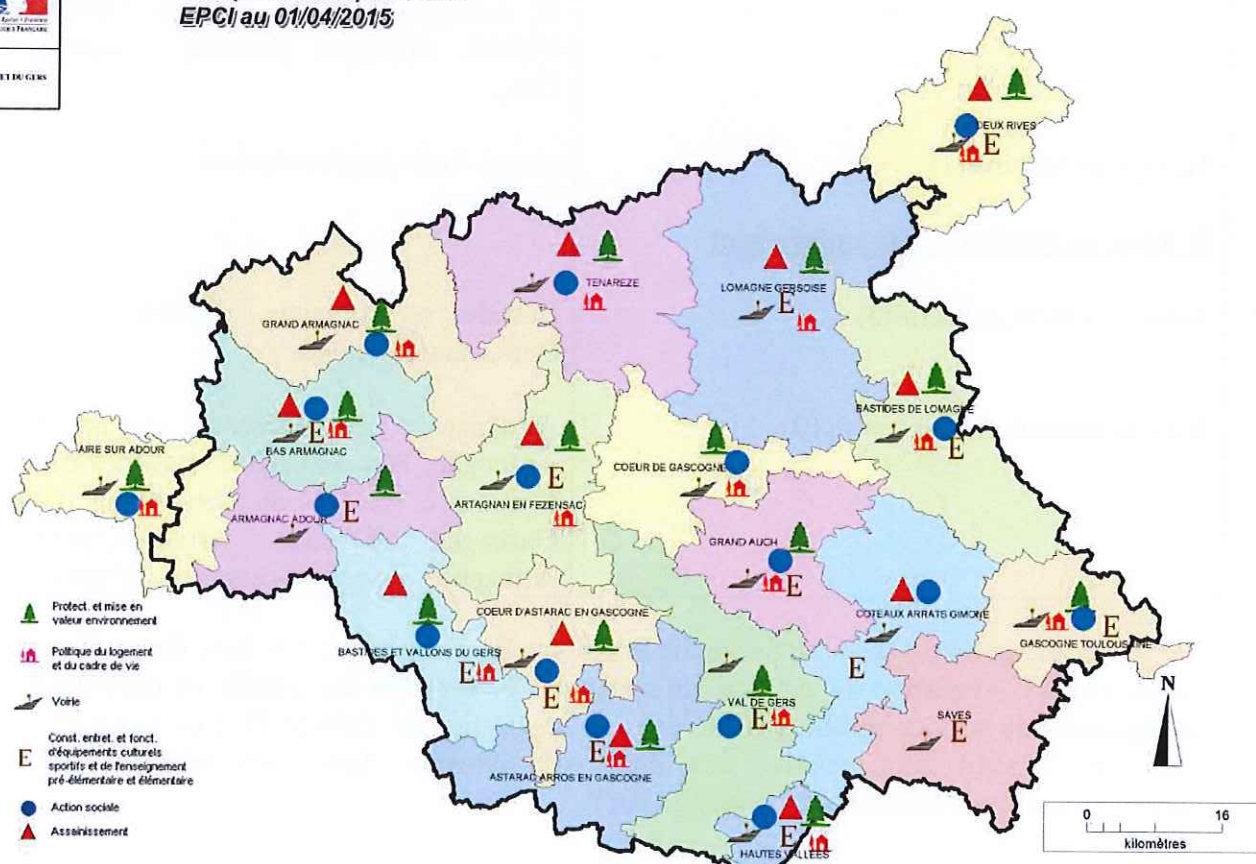 EPCI au 01/04/2015
DEUX RIVES
E
TENAREZE
LOMAGNE GERSOISE
E
GRAND ARMAGNAC
BASTIDES DE LOMAGNE
E
E
BAS ARMAGNAC
AIRE SUR ADOUR
COEUR DE GASCOGNE
E
ARTAGNAN EN FEZENSAC
ARMAGNAC ADOUR
E
GRAND AUCH
E
COTEAUX ARRATS GIMONE
E
GASCOGNE TOULOUSAINE
E
COEUR D'ASTARAC EN GASCOGNE
E
BASTIDES ET VALLONS DU GERS
E
VAL DE GERS
E
SAVES
E
E
ASTARAC ARROS EN GASCOGNE
E
HAUTES VALLEES
Protect. et mise en
valeur environnement
Politique du logement
et du cadre de vie
Voirie
Const. entret. et fonct.
d'équipements culturels
E sportifs et de l'enseignement
pré-élémentaire et élémentaire
Action sociale
Assainissement
N
0 16
kilomètres